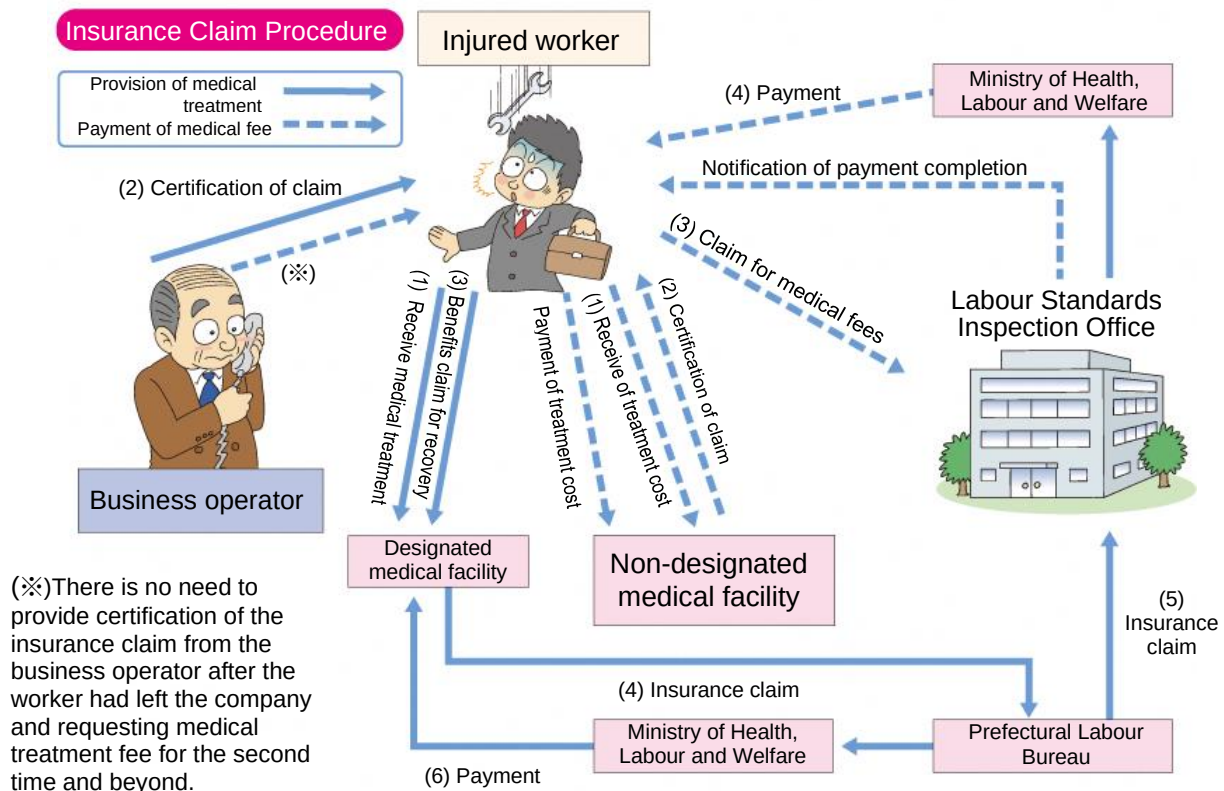 Insurance Claim Procedure
Injured worker
Provision of medical
treatment
Payment of medical fee
(4) Payment
Ministry of Health,
Labour and Welfare
(2) Certification of claim
Notification of payment completion
(※)
(3) Claim for medical fees
(1) Receive medical treatment
(3) Benefits claim for recovery
Payment of treatment cost
(1) Receive of treatment cost
(2) Certification of claim
Labour Standards
Inspection Office
Business operator
Designated
medical facility
Non-designated
medical facility
(※)There is no need to
provide certification of the
insurance claim from the
business operator after the
worker had left the company
and requesting medical
treatment fee for the second
time and beyond.
(5)
Insurance
claim
(4) Insurance claim
Ministry of Health,
Labour and Welfare
Prefectural Labour
Bureau
(6) Payment